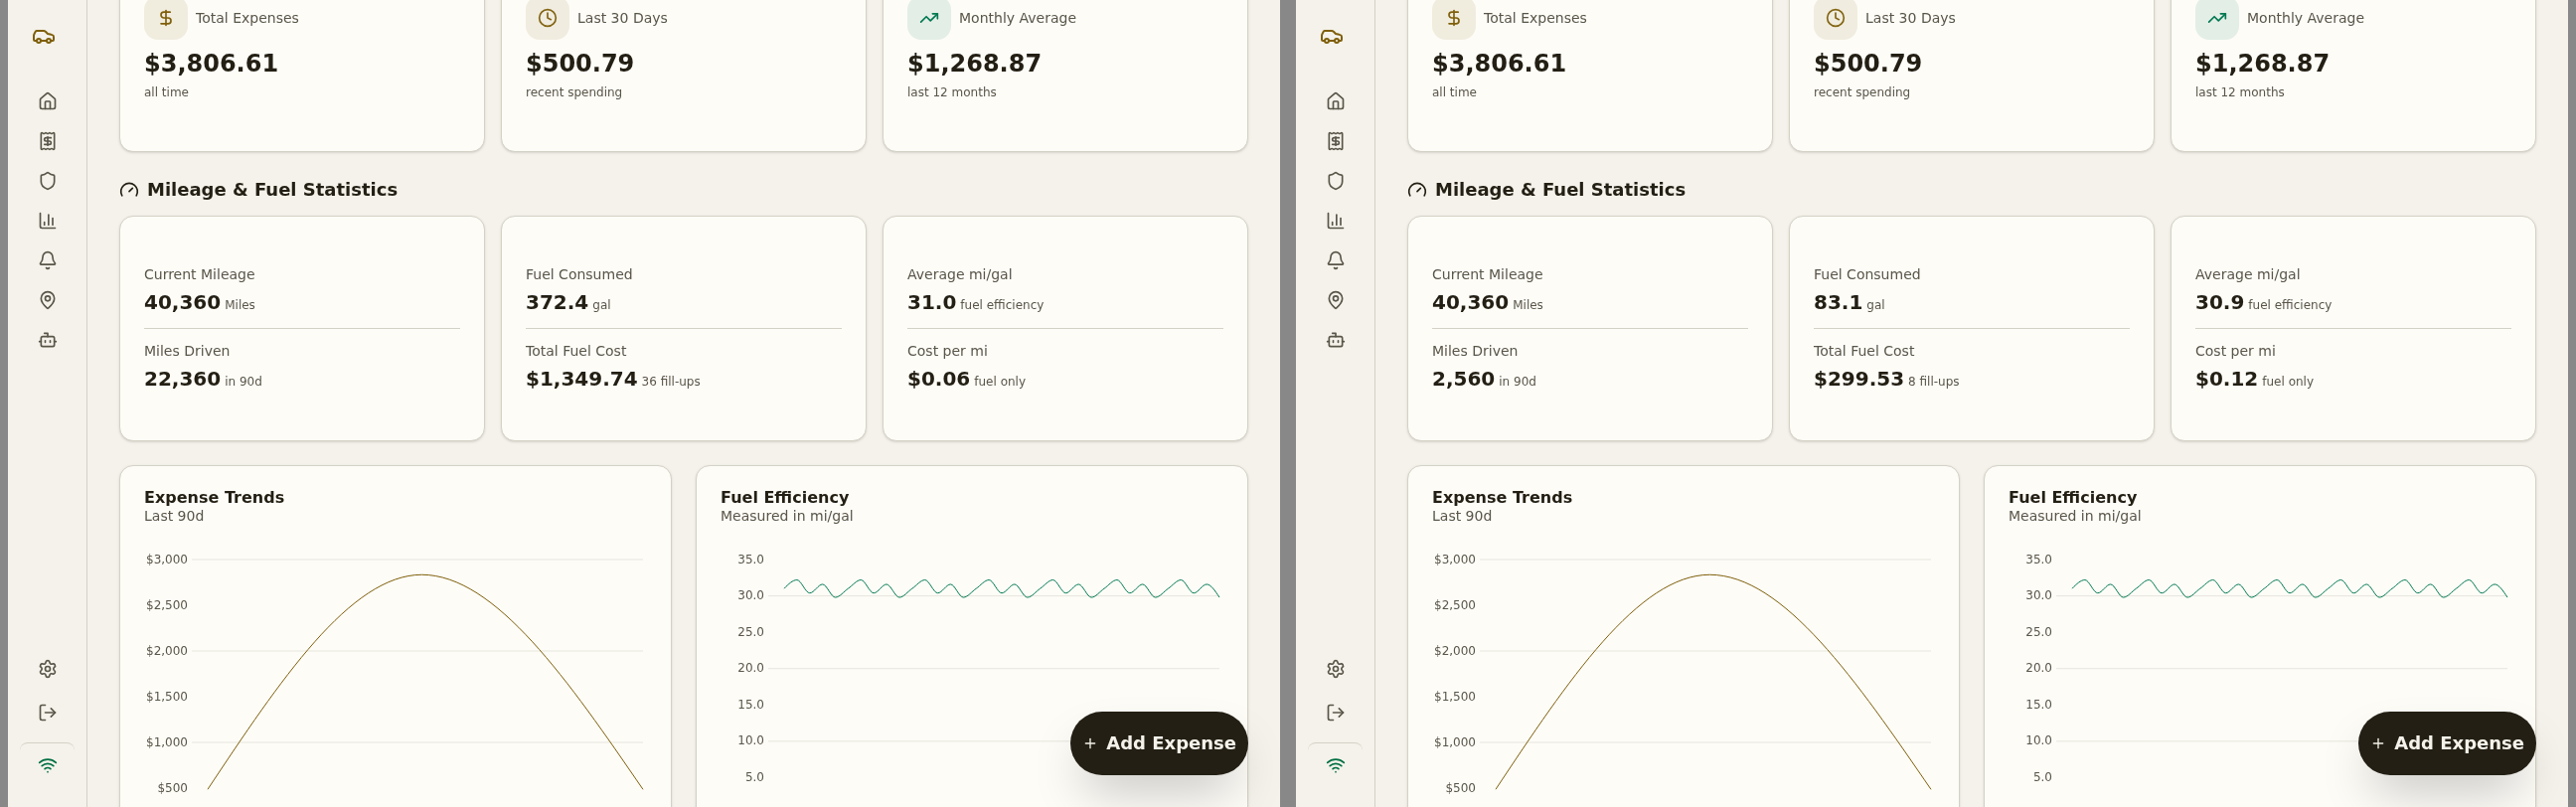 Total Expenses
$3,806.61
all time
Last 30 Days
$500.79
recent spending
Monthly Average
$1,268.87
last 12 months
Mileage & Fuel Statistics
Current Mileage
40,360 Miles
Miles Driven
22,360 in 90d
Fuel Consumed
372.4 gal
Total Fuel Cost
$1,349.74 36 fill-ups
Average mi/gal
31.0 fuel efficiency
Cost per mi
$0.06 fuel only
Expense Trends
Last 90d
$3,000
$2,500
$2,000
$1,500
$1,000
$500
Fuel Efficiency
Measured in mi/gal
35.0
30.0
25.0
20.0
15.0
10.0
5.0
+ Add Expense
Total Expenses
$3,806.61
all time
Last 30 Days
$500.79
recent spending
Monthly Average
$1,268.87
last 12 months
Mileage & Fuel Statistics
Current Mileage
40,360 Miles
Miles Driven
2,560 in 90d
Fuel Consumed
83.1 gal
Total Fuel Cost
$299.53 8 fill-ups
Average mi/gal
30.9 fuel efficiency
Cost per mi
$0.12 fuel only
Expense Trends
Last 90d
$3,000
$2,500
$2,000
$1,500
$1,000
$500
Fuel Efficiency
Measured in mi/gal
35.0
30.0
25.0
20.0
15.0
10.0
5.0
+ Add Expense